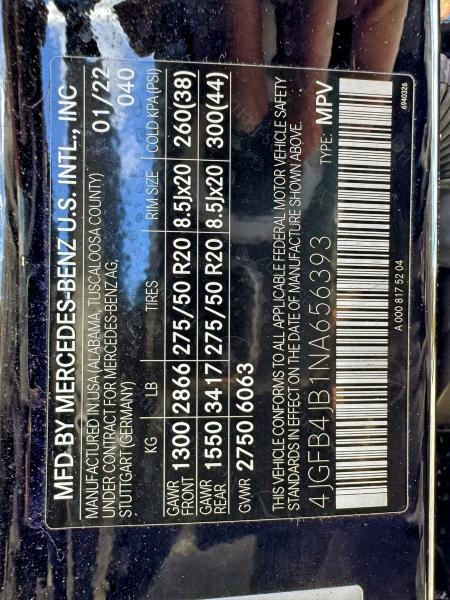 MFD BY MERCEDES-BENZ U.S. INTL., INC
MANUFACTURED IN USA (ALABAMA, TUSCALOOSA COUNTY) 01/22
UNDER CONTRACT FOR MERCEDES-BENZ AG, 040
STUTTGART (GERMANY)
KG LB TIRES RIM SIZE COLD KPA(PSI)
GAWR FRONT 1300 2866 275/50 R20 8.5Jx20 260(38)
GAWR REAR 1550 3417 275/50 R20 8.5Jx20 300(44)
GVWR 2750 6063
THIS VEHICLE CONFORMS TO ALL APPLICABLE FEDERAL MOTOR VEHICLE SAFETY
STANDARDS IN EFFECT ON THE DATE OF MANUFACTURE SHOWN ABOVE.
4JGFB4JB1NA656393 TYPE: MPV
A 000 817 52 04
6940326